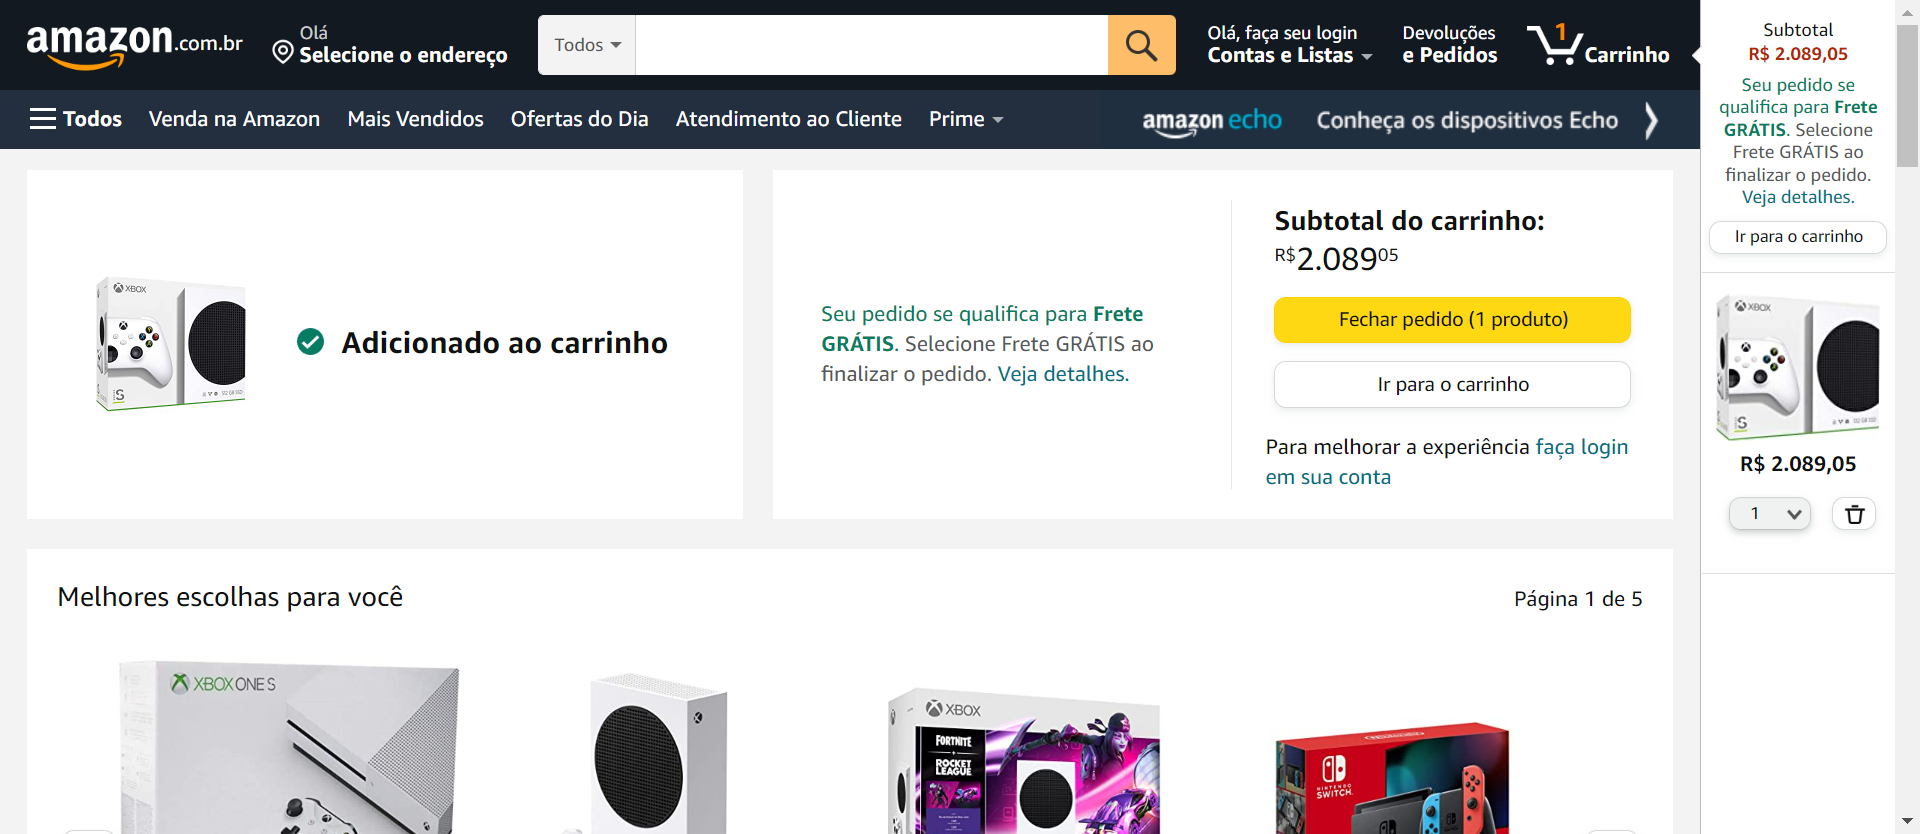 amazon.com.br
Olá
Selecione o endereço
Todos
Olá, faça seu login
Contas e Listas
Devoluções
e Pedidos
1
Carrinho
Todos
Venda na Amazon
Mais Vendidos
Ofertas do Dia
Atendimento ao Cliente
Prime
amazon echo
Conheça os dispositivos Echo
Subtotal
R$ 2.089,05
Seu pedido se
qualifica para Frete
GRÁTIS. Selecione
Frete GRÁTIS ao
finalizar o pedido.
Veja detalhes.
Ir para o carrinho
XBOX
R$ 2.089,05
1
XBOX
S
Adicionado ao carrinho
Seu pedido se qualifica para Frete
GRÁTIS. Selecione Frete GRÁTIS ao
finalizar o pedido. Veja detalhes.
Subtotal do carrinho:
R$2.08905
Fechar pedido (1 produto)
Ir para o carrinho
Para melhorar a experiência faça login
em sua conta
Melhores escolhas para você
Página 1 de 5
XBOX ONE S
XBOX
FORTNITE
+
ROCKET
LEAGUE
NINTENDO
SWITCH